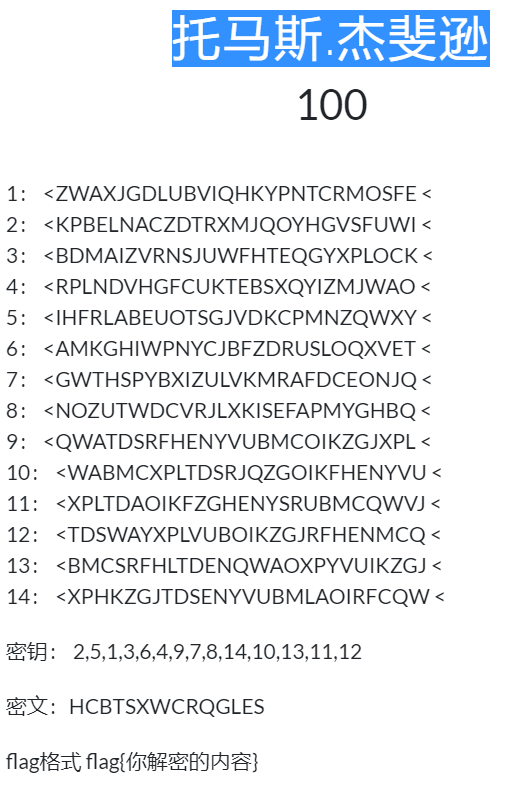 托马斯.杰斐逊
100
1： <ZWAXJGDLUBVIQHKYPNTCRMOSFE <
2： <KPBELNACZDTRXMJQOYHGVSFUWI <
3： <BDMAIZVRNSJUWFHTEQGYXPLOCK <
4： <RPLNDVHGFCUKTEBSXQYIZMJWAO <
5： <IHFRLABEUOTSGJVDKCPMNZQWXY <
6： <AMKGHIWPNYCJBFZDRUSLOQXVET <
7： <GWTHSPYBXIZULVKMRAFDCEONJQ <
8： <NOZUTWDCVRJLXKISEFAPMYGHBQ <
9： <QWATDSRFHENYVUBMCOIKZGJXPL <
10： <WABMCXPLTDSRJQZGOIKFHENYVU <
11： <XPLTDAOIKFZGHENYSRUBMCQWVJ <
12： <TDSWAYXPLVUBOIKZGJRFHENMCQ <
13： <BMCSRFHLTDENQWAOXPYVUIKZGJ <
14： <XPHKZGJTDSENYVUBMLAOIRFCQW <
密钥： 2,5,1,3,6,4,9,7,8,14,10,13,11,12
密文：HCBTSXWCRQGLES
flag格式 flag{你解密的内容}